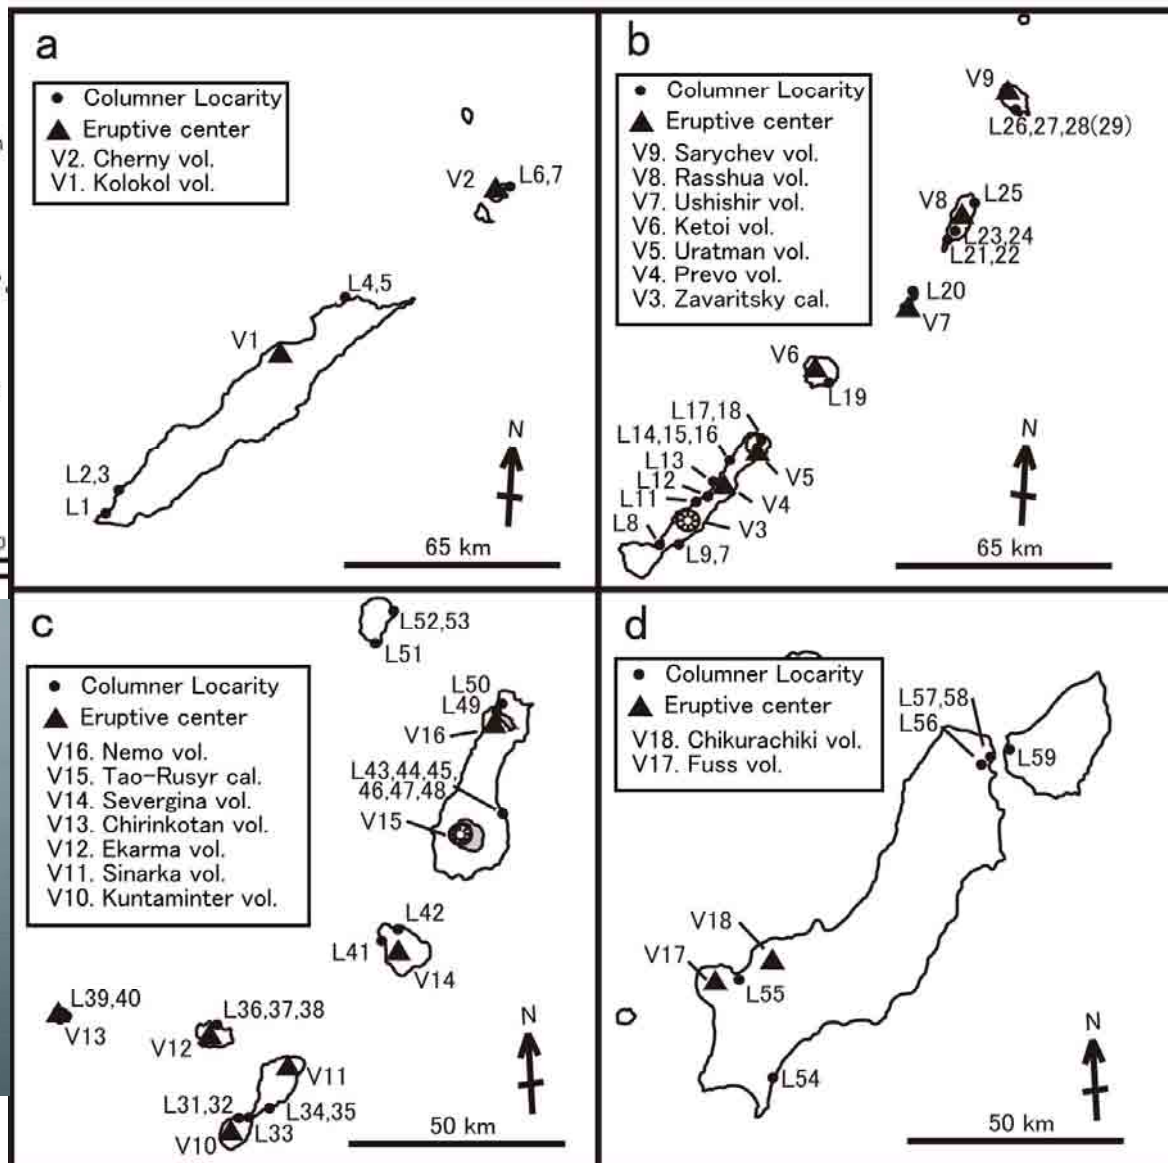 a
● Columner Locarity
▲ Eruptive center
V2. Cherny vol.
V1. Kolokol vol.
V2
L6,7
L4,5
V1
L2,3
L1
N
65 km
b
● Columner Locarity
▲ Eruptive center
V9. Sarychev vol.
V8. Rasshua vol.
V7. Ushishir vol.
V6. Ketoi vol.
V5. Uratman vol.
V4. Prevo vol.
V3. Zavaritsky cal.
V9
L26,27,28(29)
V8
L25
L23,24
L21,22
L20
V7
V6
L19
L17,18
L14,15,16
L13
L12
L11
L8
V5
V4
V3
L9,7
N
65 km
c
● Columner Locarity
▲ Eruptive center
V16. Nemo vol.
V15. Tao-Rusyr cal.
V14. Severgina vol.
V13. Chirinkotan vol.
V12. Ekarma vol.
V11. Sinarka vol.
V10. Kuntaminter vol.
L52,53
L51
L50
L49
V16
L43,44,45,
46,47,48
V15
L42
L41
V14
L39,40
V13
L36,37,38
V12
V11
L31,32
L34,35
L33
V10
N
50 km
d
● Columner Locarity
▲ Eruptive center
V18. Chikurachiki vol.
V17. Fuss vol.
L57,58
L56
L59
V18
V17
L55
L54
N
50 km